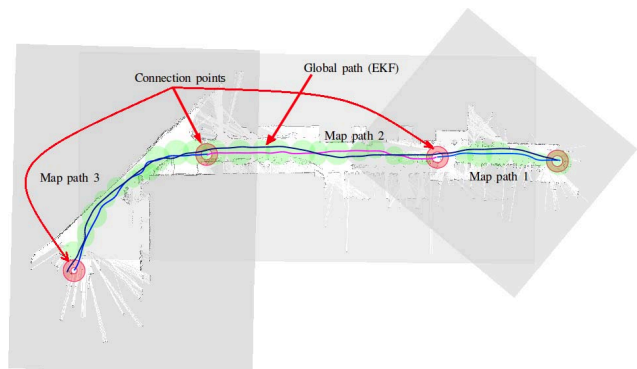 Global path (EKF)
Connection points
Map path 2
Map path 3
Map path 1